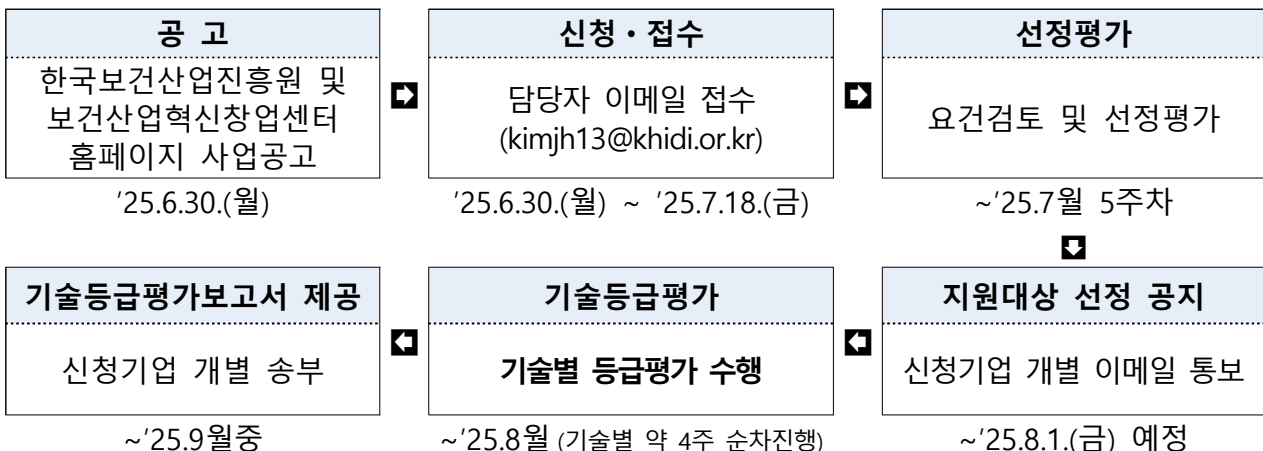 공 고
한국보건산업진흥원 및
보건산업혁신창업센터
홈페이지 사업공고
'25.6.30.(월)
신청・접수
담당자 이메일 접수
(kimjh13@khidi.or.kr)
'25.6.30.(월) ~ '25.7.18.(금)
선정평가
요건검토 및 선정평가
~'25.7월 5주차
지원대상 선정 공지
신청기업 개별 이메일 통보
~'25.8.1.(금) 예정
기술등급평가
기술별 등급평가 수행
~'25.8월 (기술별 약 4주 순차진행)
기술등급평가보고서 제공
신청기업 개별 송부
~'25.9월중